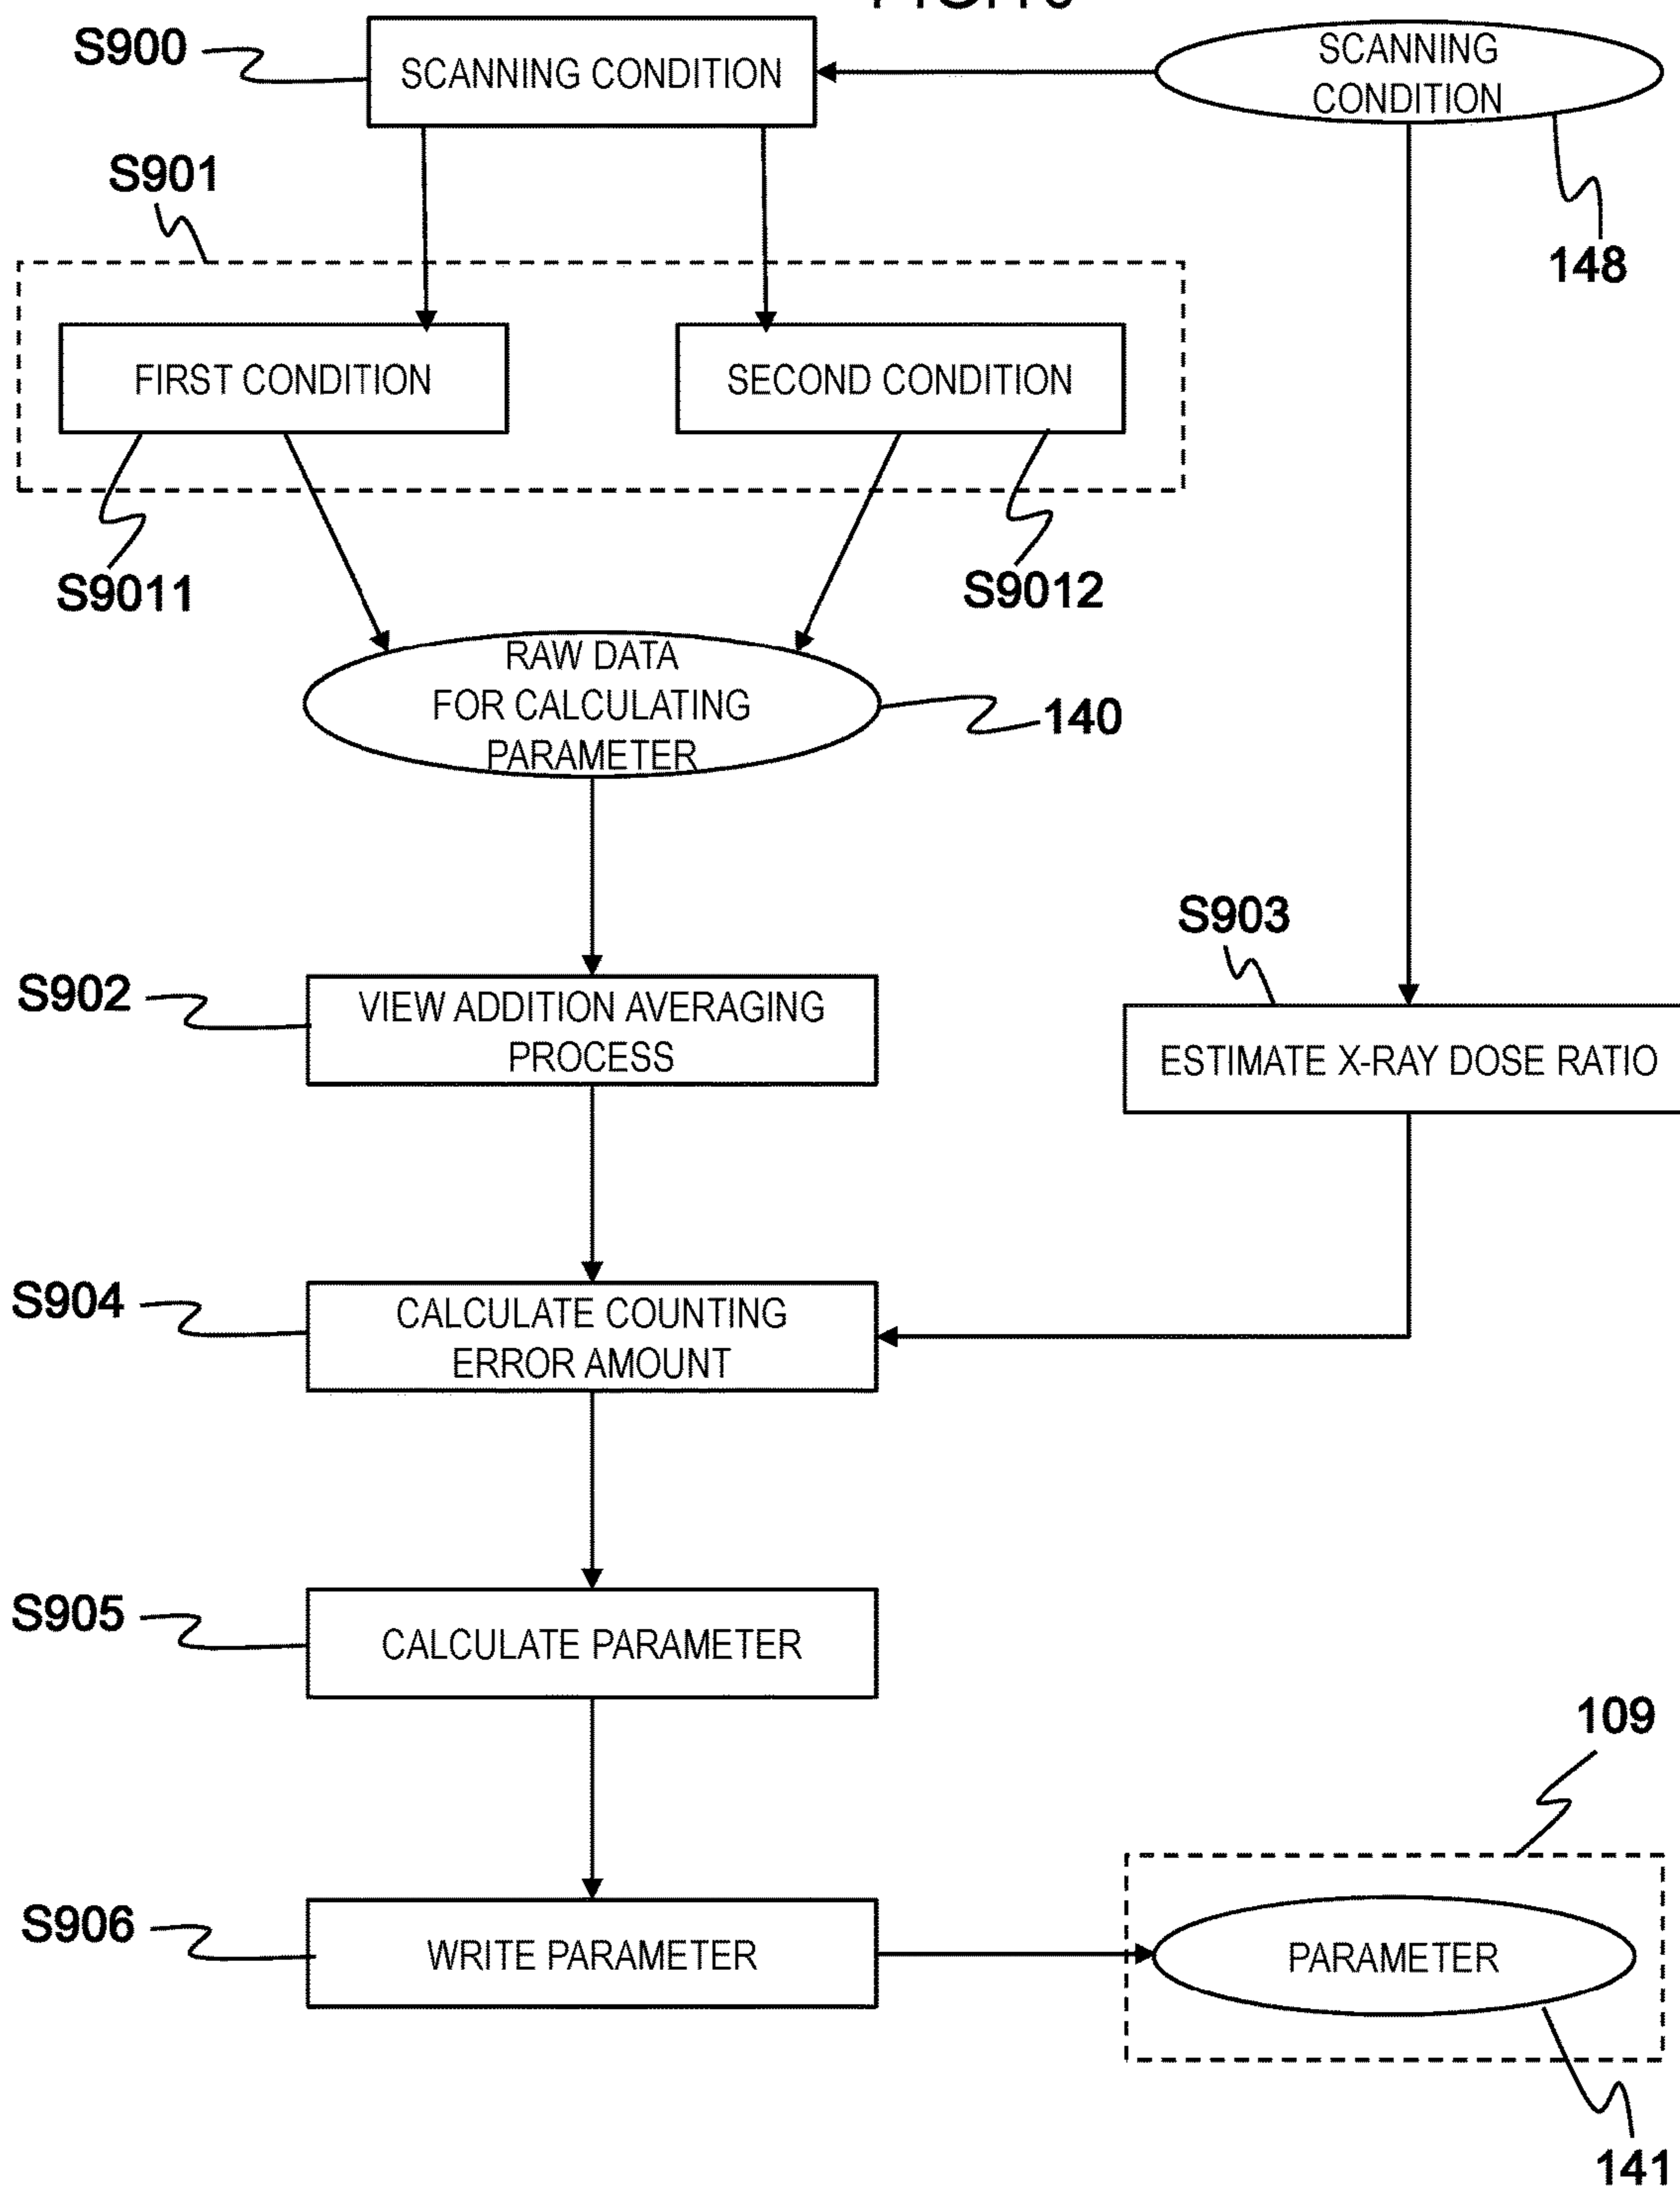 S900
SCANNING CONDITION
SCANNING
CONDITION
148
S901
FIRST CONDITION
SECOND CONDITION
S9011
S9012
RAW DATA
FOR CALCULATING
PARAMETER
140
S902
VIEW ADDITION AVERAGING
PROCESS
S903
ESTIMATE X-RAY DOSE RATIO
S904
CALCULATE COUNTING
ERROR AMOUNT
S905
CALCULATE PARAMETER
109
S906
WRITE PARAMETER
PARAMETER
141